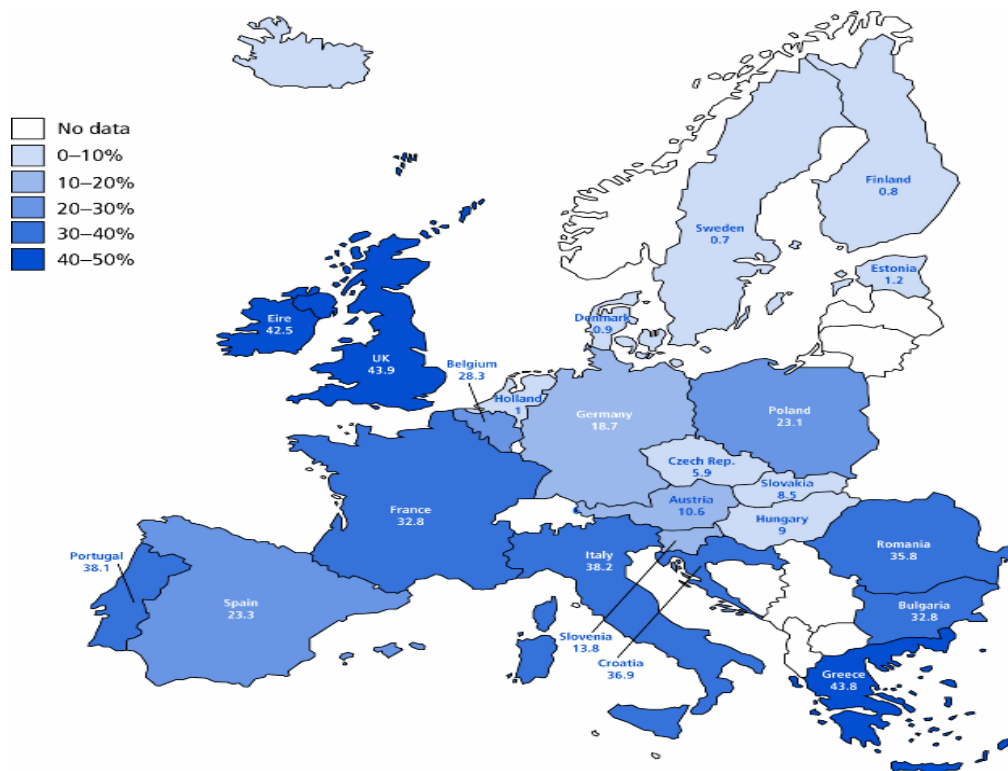 No data
0–10%
10–20%
20–30%
30–40%
40–50%
Finland
0.8
Sweden
0.7
Estonia
1.2
Denmark
0.9
Eire
42.5
UK
43.9
Belgium
28.3
Holland
1
Germany
18.7
Poland
23.1
Czech Rep.
5.9
Slovakia
8.5
Austria
10.6
Hungary
9
France
32.8
Romania
35.8
Italy
38.2
Portugal
38.1
Spain
23.3
Bulgaria
32.8
Slovenia
13.8
Croatia
36.9
Greece
43.8